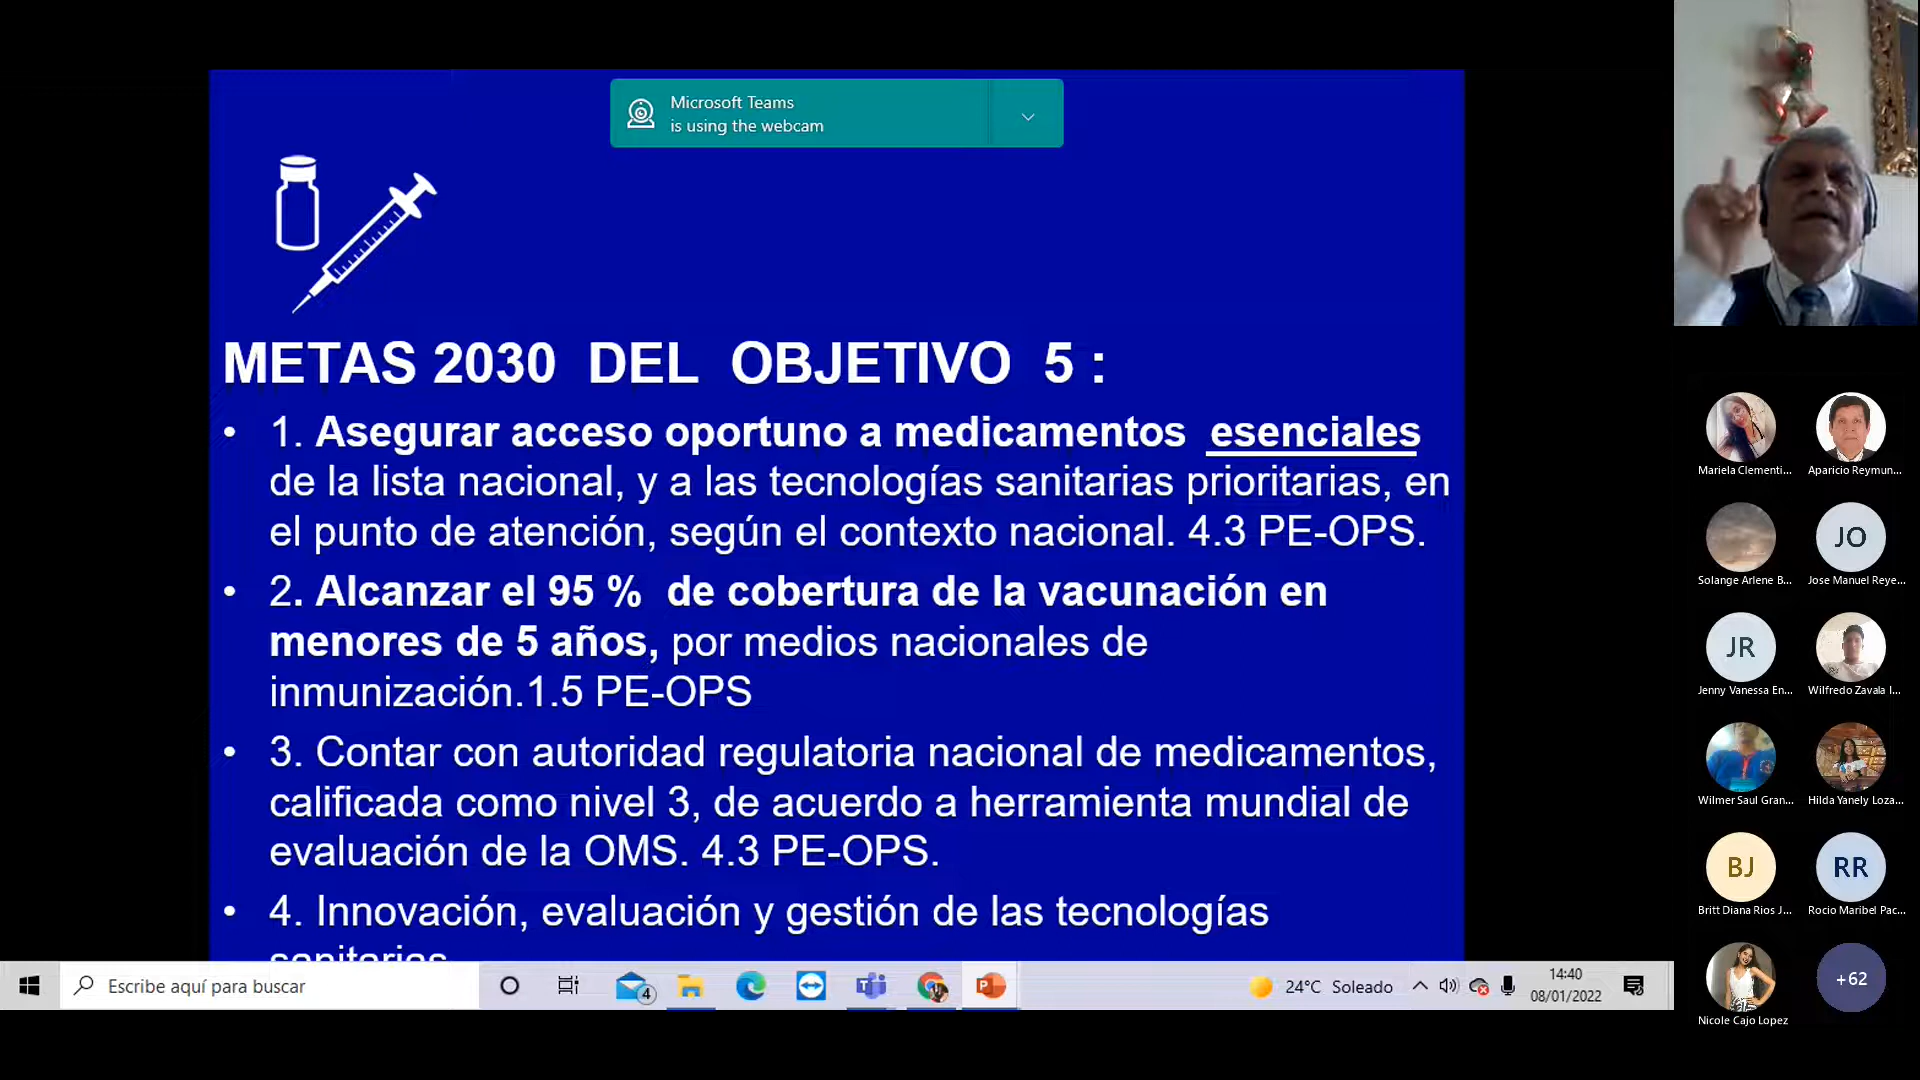 Microsoft Teams
is using the webcam
METAS 2030 DEL OBJETIVO 5 :
• 1. Asegurar acceso oportuno a medicamentos esenciales
de la lista nacional, y a las tecnologías sanitarias prioritarias, en
el punto de atención, según el contexto nacional. 4.3 PE-OPS.
• 2. Alcanzar el 95 % de cobertura de la vacunación en
menores de 5 años, por medios nacionales de
inmunización.1.5 PE-OPS
• 3. Contar con autoridad regulatoria nacional de medicamentos,
calificada como nivel 3, de acuerdo a herramienta mundial de
evaluación de la OMS. 4.3 PE-OPS.
• 4. Innovación, evaluación y gestión de las tecnologías
sanitarias
Escribe aquí para buscar
4
24°C Soleado
14:40
08/01/2022
Mariela Clementi...
Aparicio Reymun...
Solange Arlene B...
JO
Jose Manuel Reye...
JR
Jenny Vanessa En...
Wilfredo Zavala I...
Wilmer Saul Gran...
Hilda Yanely Loza...
BJ
Britt Diana Rios J...
RR
Rocio Maribel Pac...
Nicole Cajo Lopez
+62